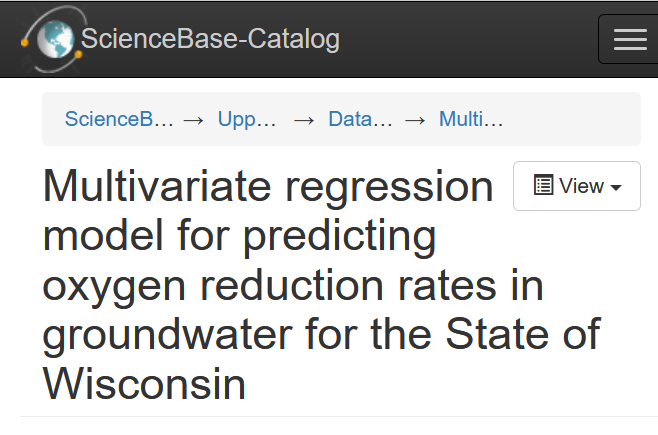 ScienceBase-Catalog
ScienceB... → Upp... → Data... → Multi...
View
Multivariate regression
model for predicting
oxygen reduction rates in
groundwater for the State of
Wisconsin